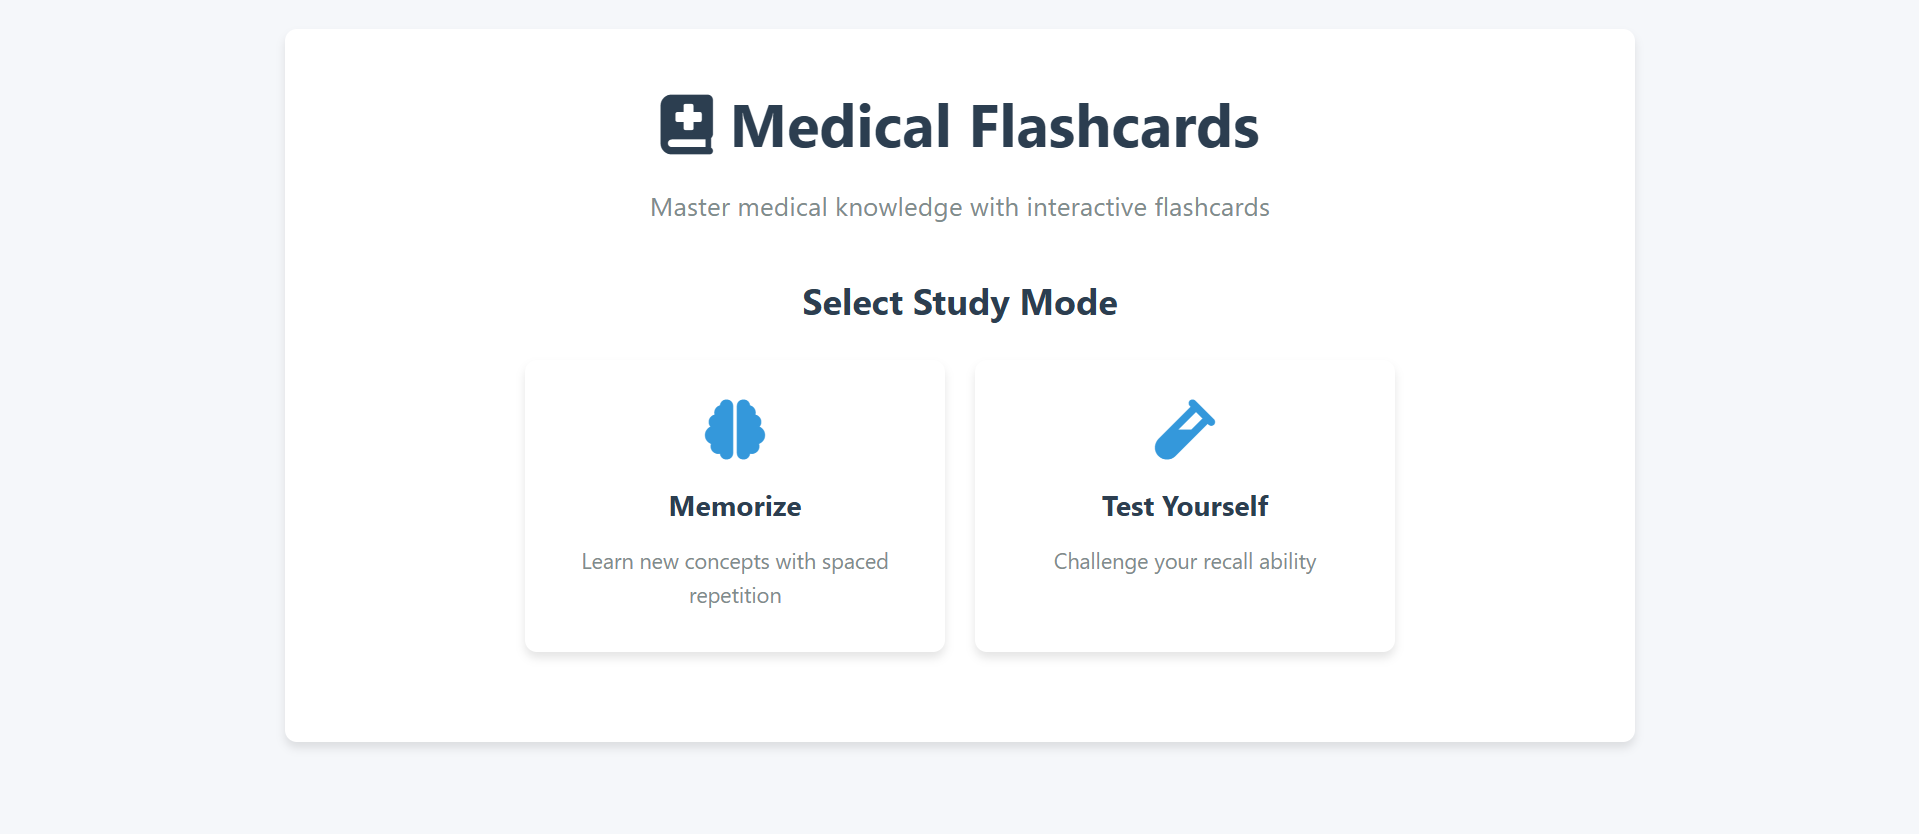 Medical Flashcards
Master medical knowledge with interactive flashcards
Select Study Mode
Memorize
Learn new concepts with spaced
repetition
Test Yourself
Challenge your recall ability